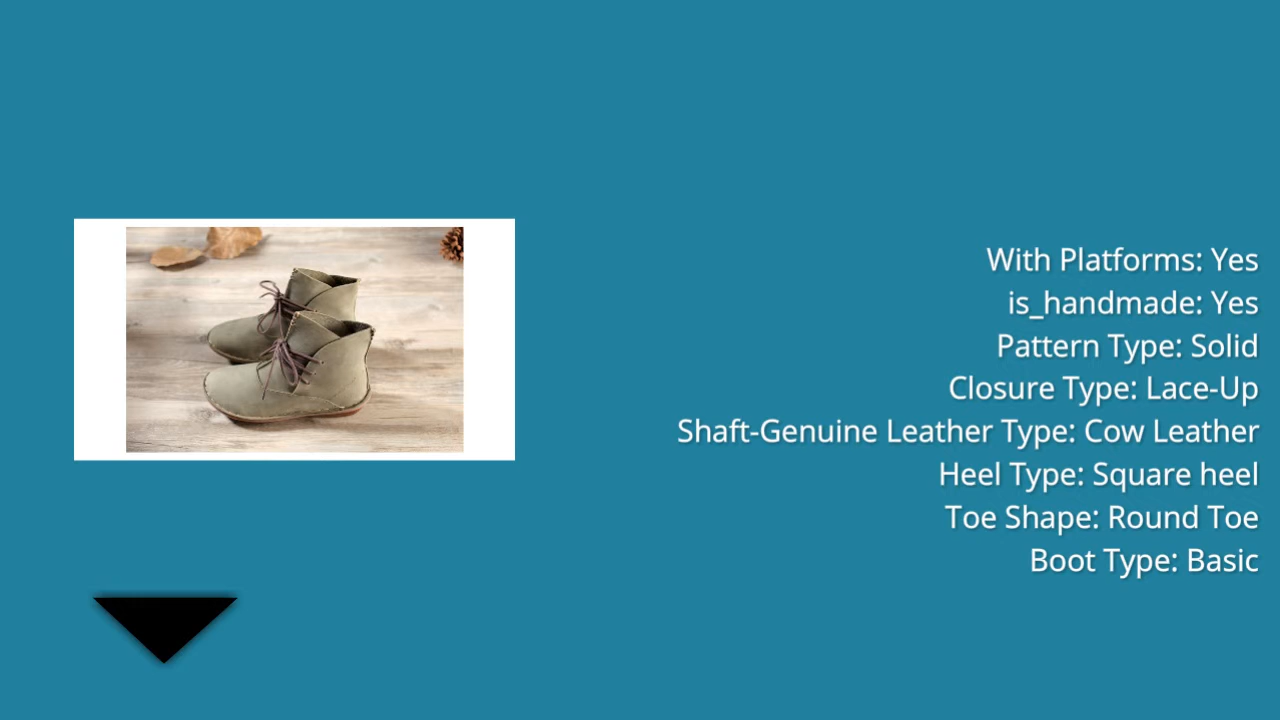 With Platforms: Yes
is_handmade: Yes
Pattern Type: Solid
Closure Type: Lace-Up
Shaft-Genuine Leather Type: Cow Leather
Heel Type: Square heel
Toe Shape: Round Toe
Boot Type: Basic